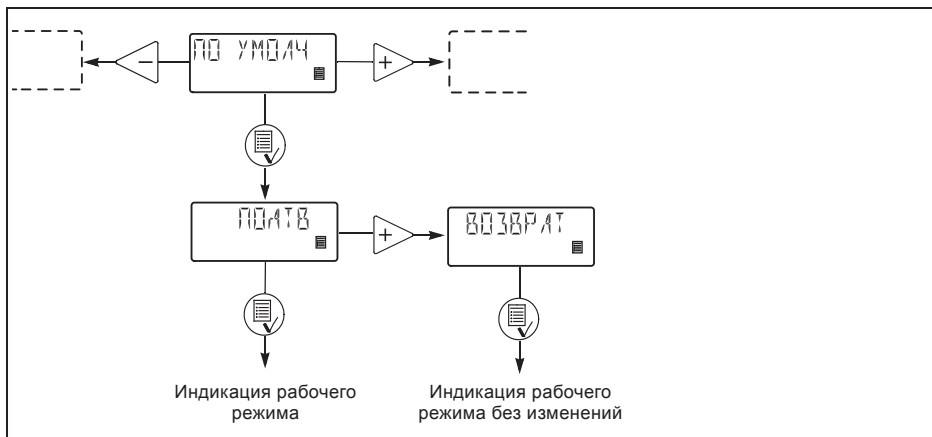 ПО УМОЛЧ
− +
ПОДТВ
+
ВОЗВРАТ
Индикация рабочего
режима
Индикация рабочего
режима без изменений